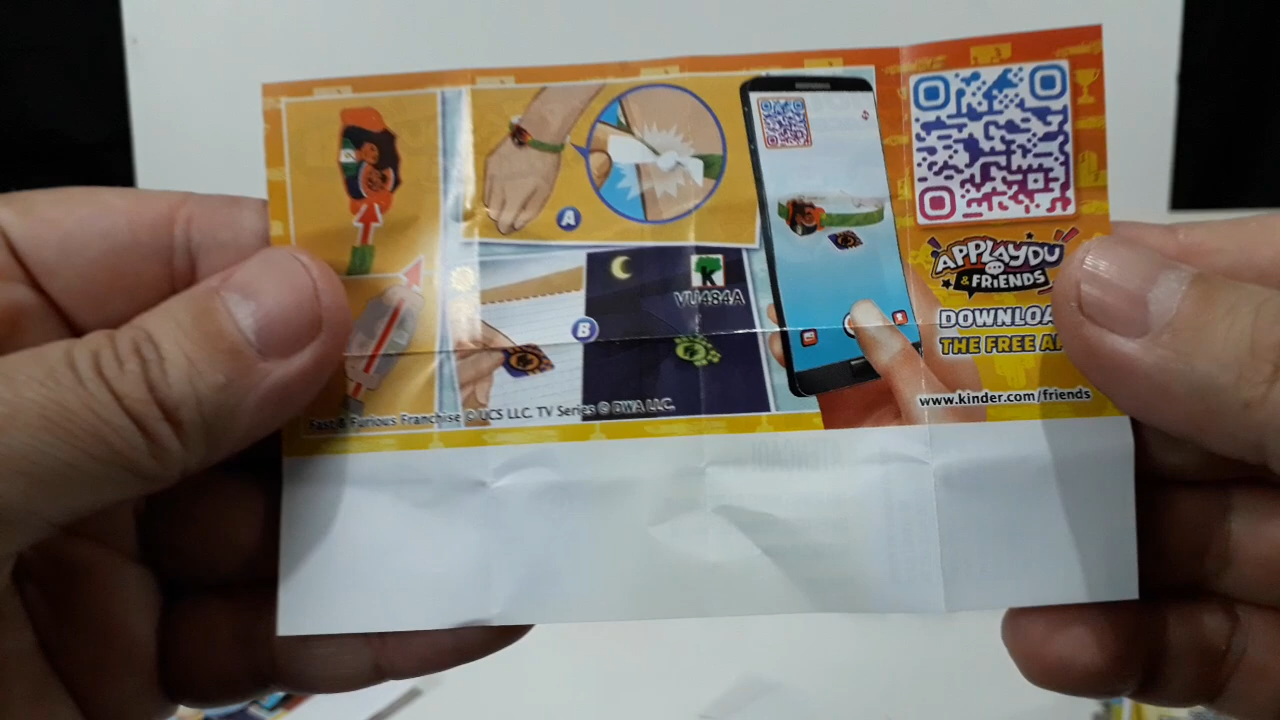 A
B
K
VU484A
Fast & Furious Franchise © UCS LLC. TV Series © DWA LLC.
APPLAYDU
& FRIENDS
DOWNLOA
THE FREE A
www.kinder.com/friends